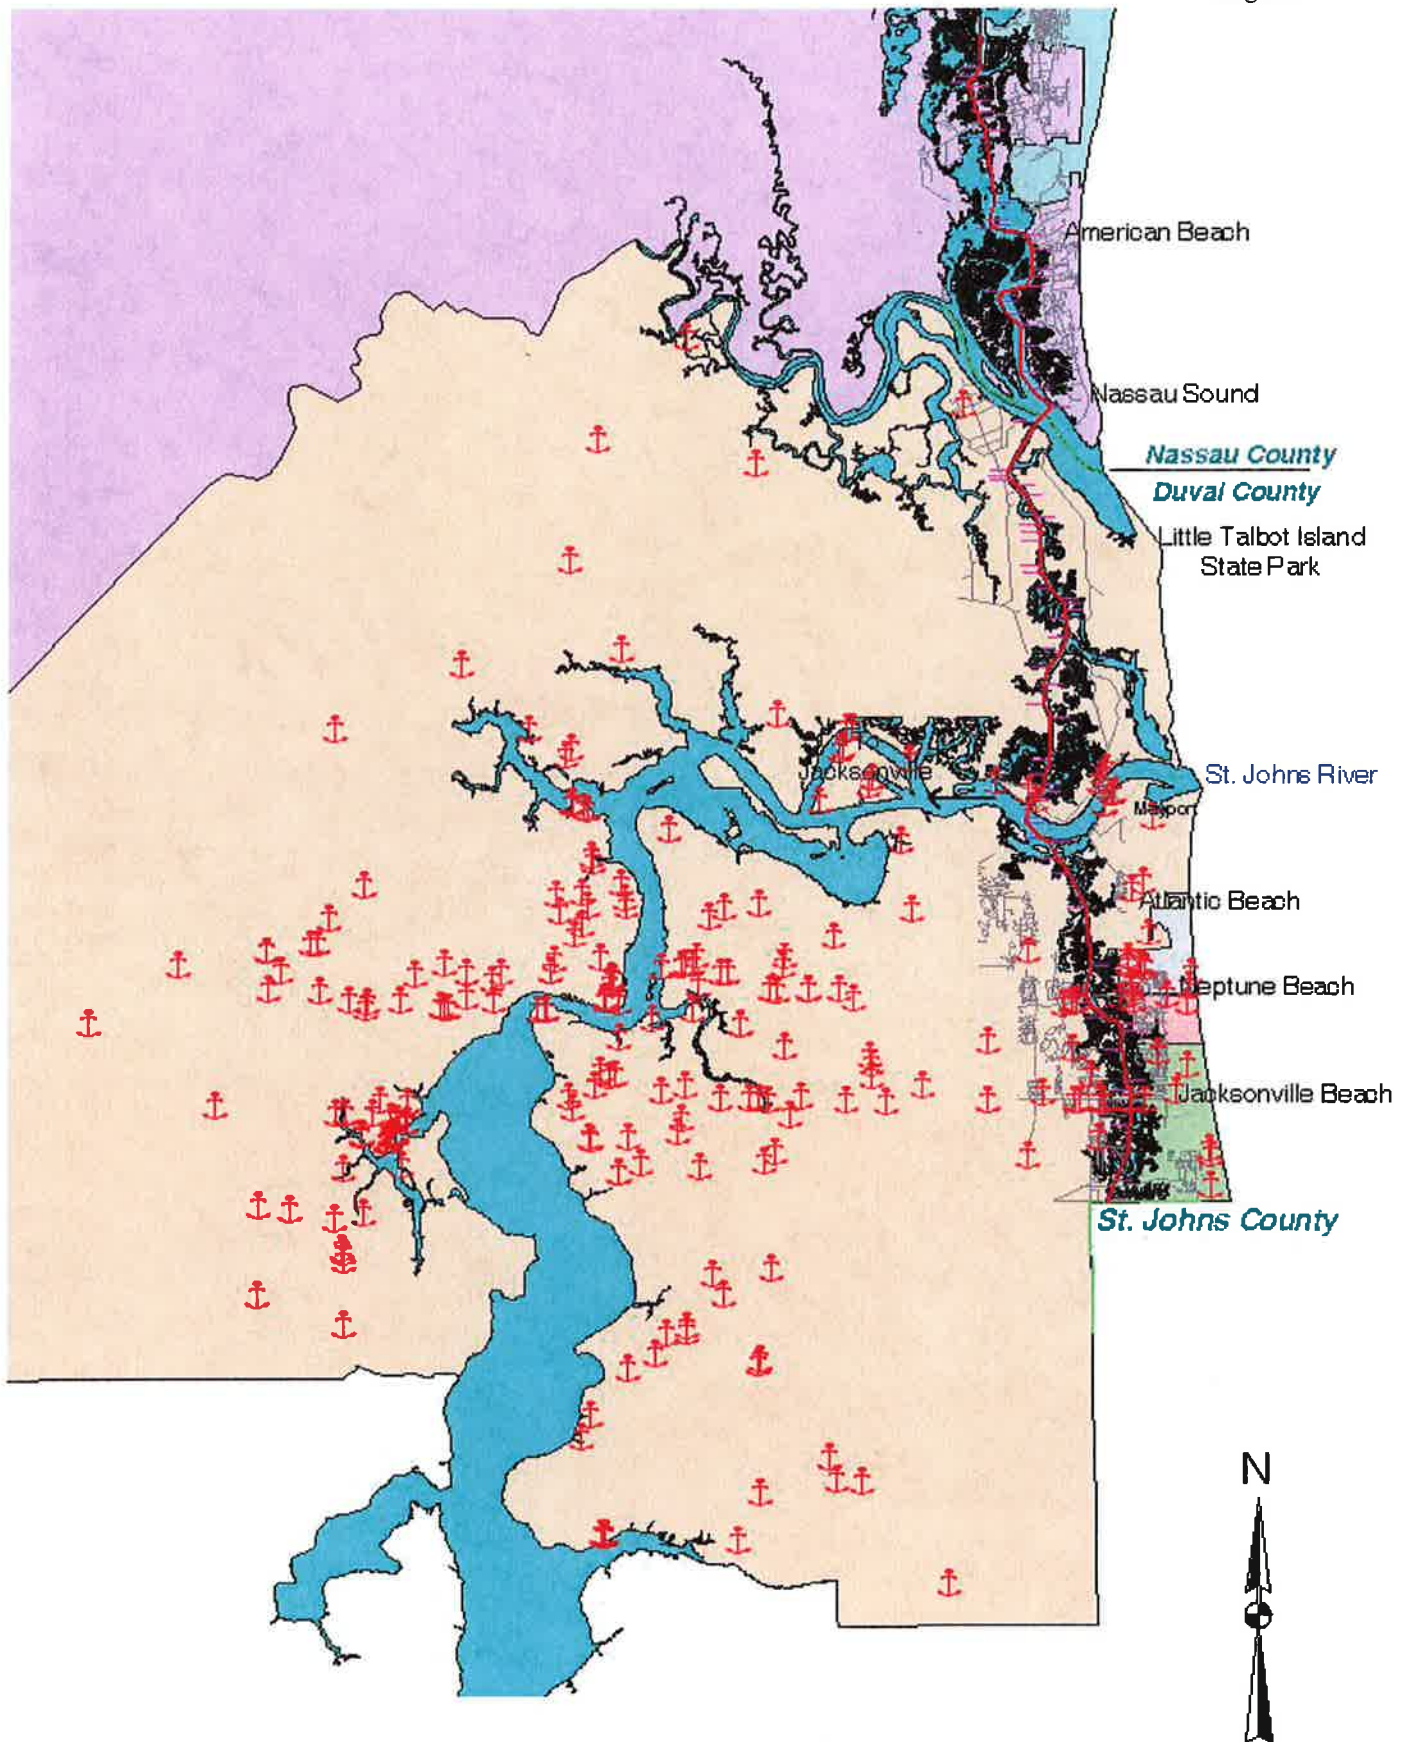 American Beach
Nassau Sound
Nassau County
Duval County
Little Talbot Island
State Park
Jacksonville
St. Johns River
Mayport
Atlantic Beach
Neptune Beach
Jacksonville Beach
St. Johns County
N